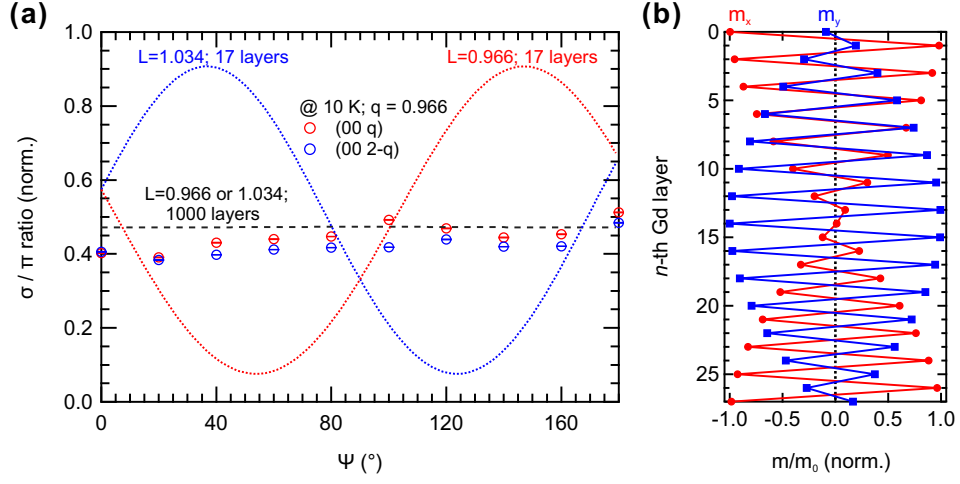 (a)
(b)
m_x
m_y
L=1.034; 17 layers
L=0.966; 17 layers
@ 10 K; q = 0.966
(00 q)
(00 2-q)
L=0.966 or 1.034;
1000 layers
σ / π ratio (norm.)
1.0
0.8
0.6
0.4
0.2
0.0
0
40
80
120
160
Ψ (°)
n-th Gd layer
0
5
10
15
20
25
-1.0
-0.5
0.0
0.5
1.0
m/m₀ (norm.)